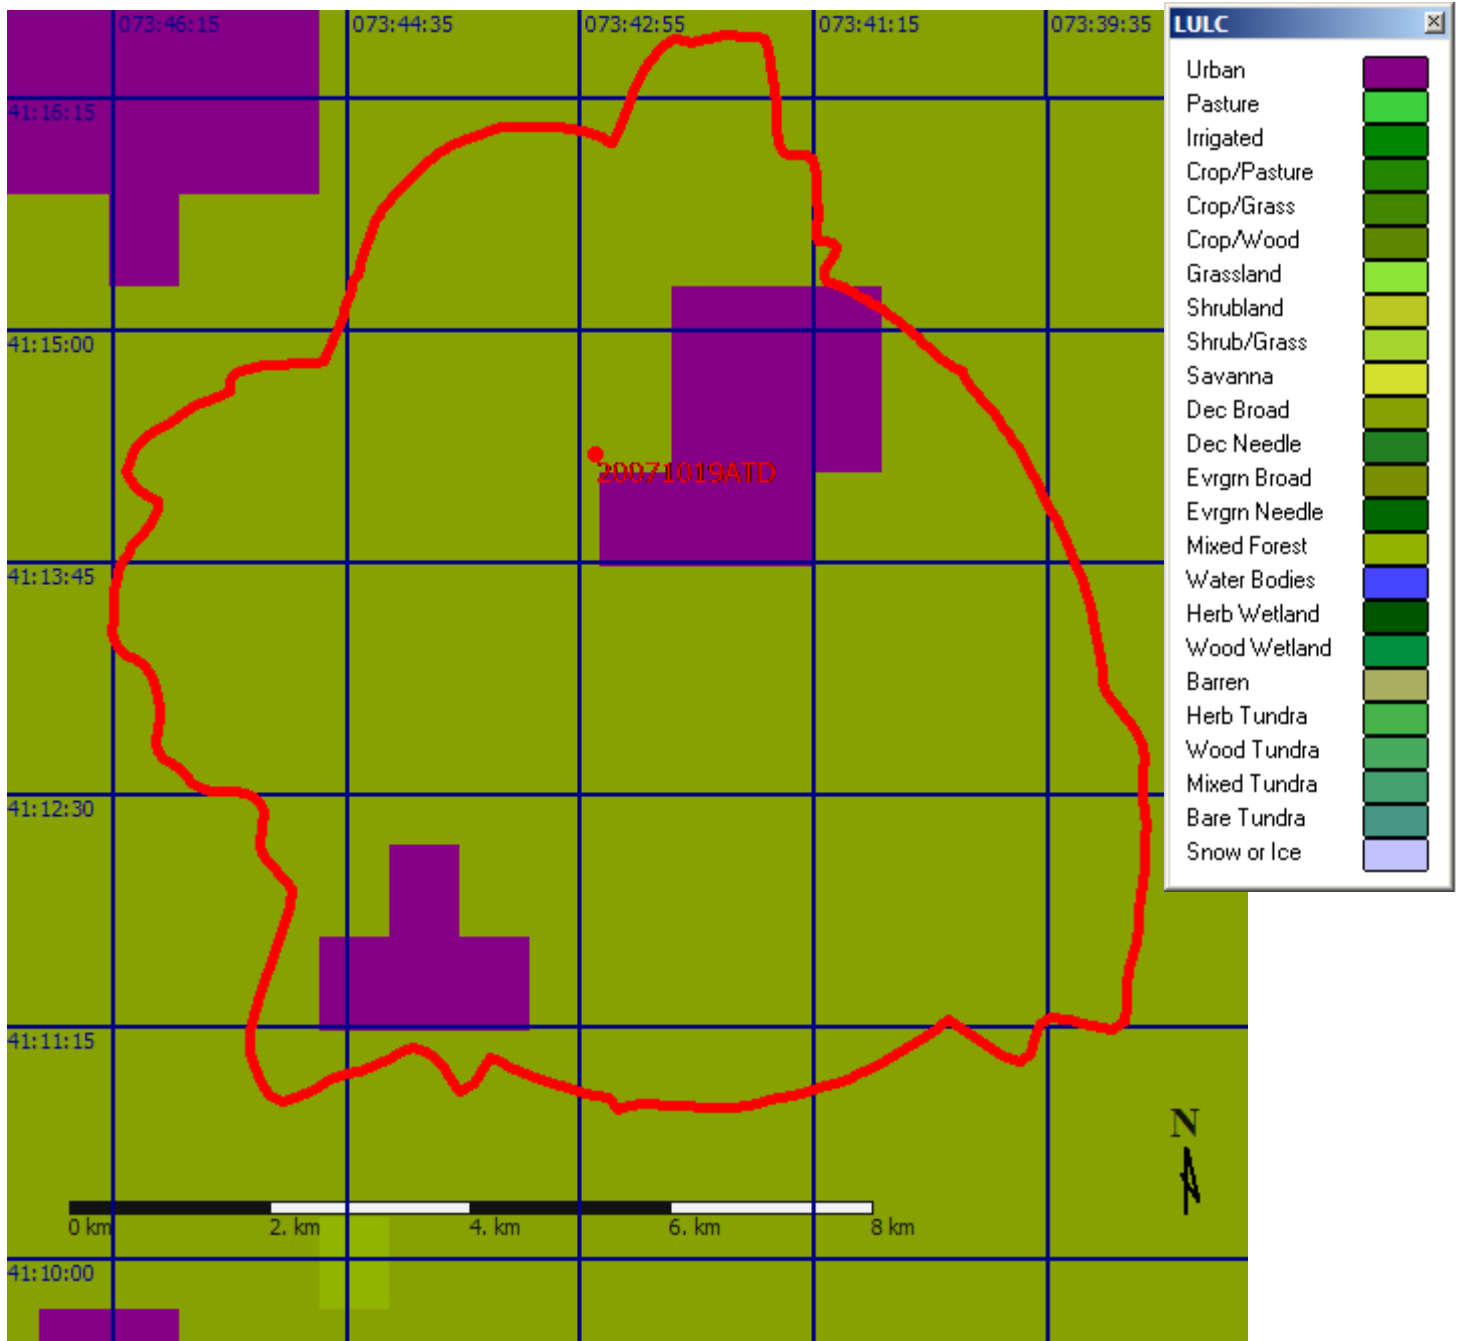 073:46:15
073:44:35
073:42:55
073:41:15
073:39:35
41:16:15
41:15:00
20071019ATD
41:13:45
41:12:30
41:11:15
N
0 km
2. km
4. km
6. km
8 km
41:10:00
LULC
Urban
Pasture
Irrigated
Crop/Pasture
Crop/Grass
Crop/Wood
Grassland
Shrubland
Shrub/Grass
Savanna
Dec Broad
Dec Needle
Evrgrn Broad
Evrgrn Needle
Mixed Forest
Water Bodies
Herb Wetland
Wood Wetland
Barren
Herb Tundra
Wood Tundra
Mixed Tundra
Bare Tundra
Snow or Ice